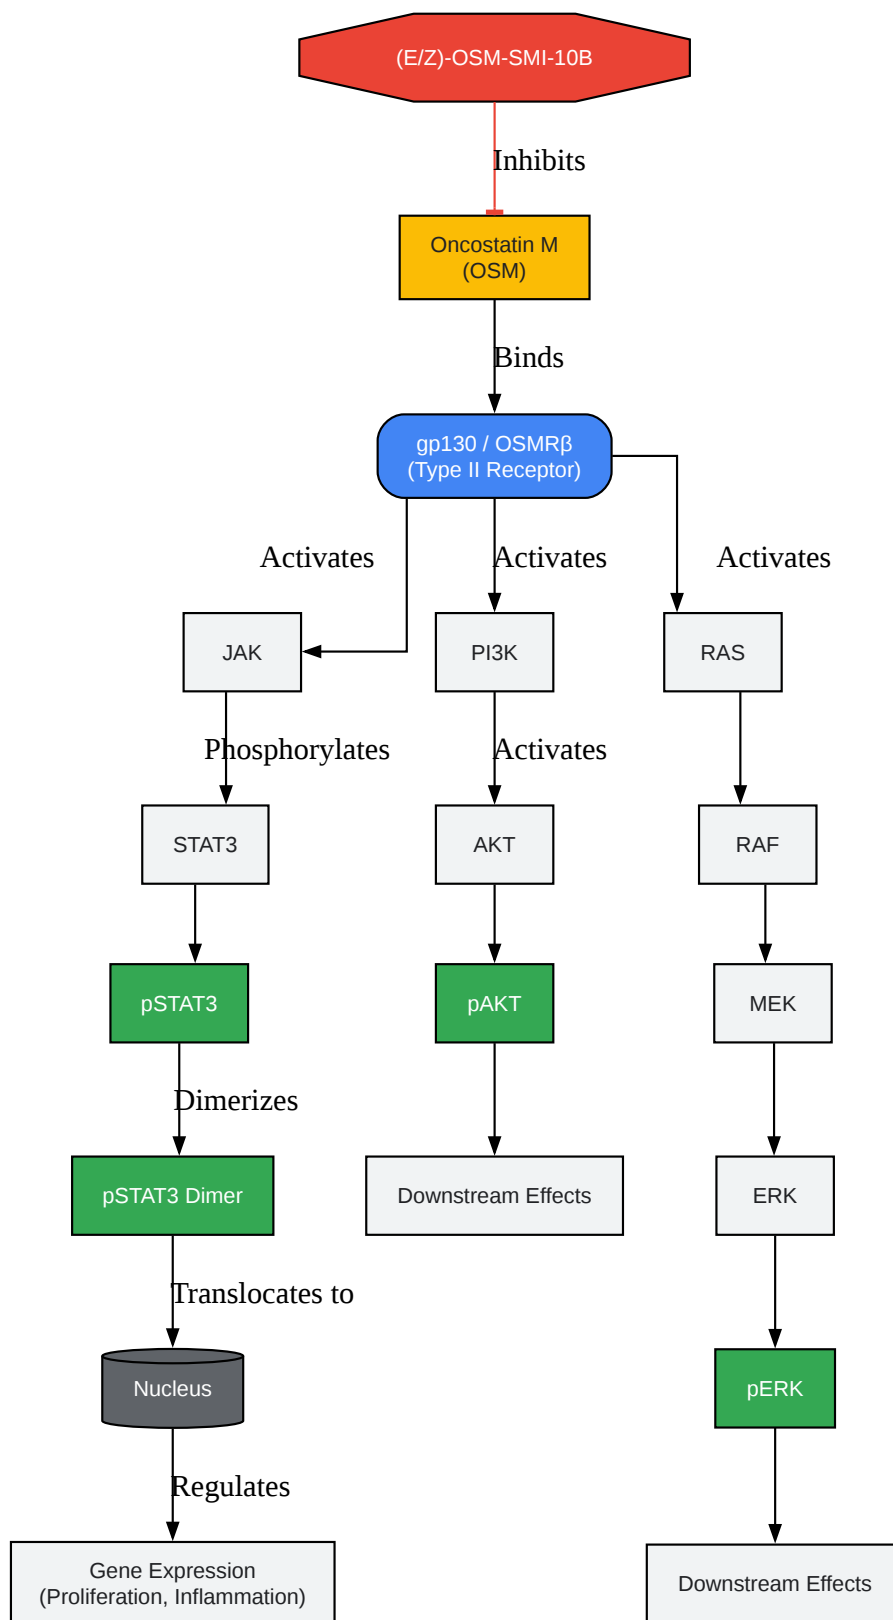 (E/Z)-OSM-SMI-10B
Inhibits
Oncostatin M
(OSM)
Binds
gp130 / OSMRβ
(Type II Receptor)
Activates
Activates
Activates
JAK
PI3K
RAS
Phosphorylates
Activates
STAT3
AKT
RAF
pSTAT3
pAKT
MEK
Dimerizes
pSTAT3 Dimer
Downstream Effects
ERK
Translocates to
Nucleus
pERK
Regulates
Gene Expression
(Proliferation, Inflammation)
Downstream Effects